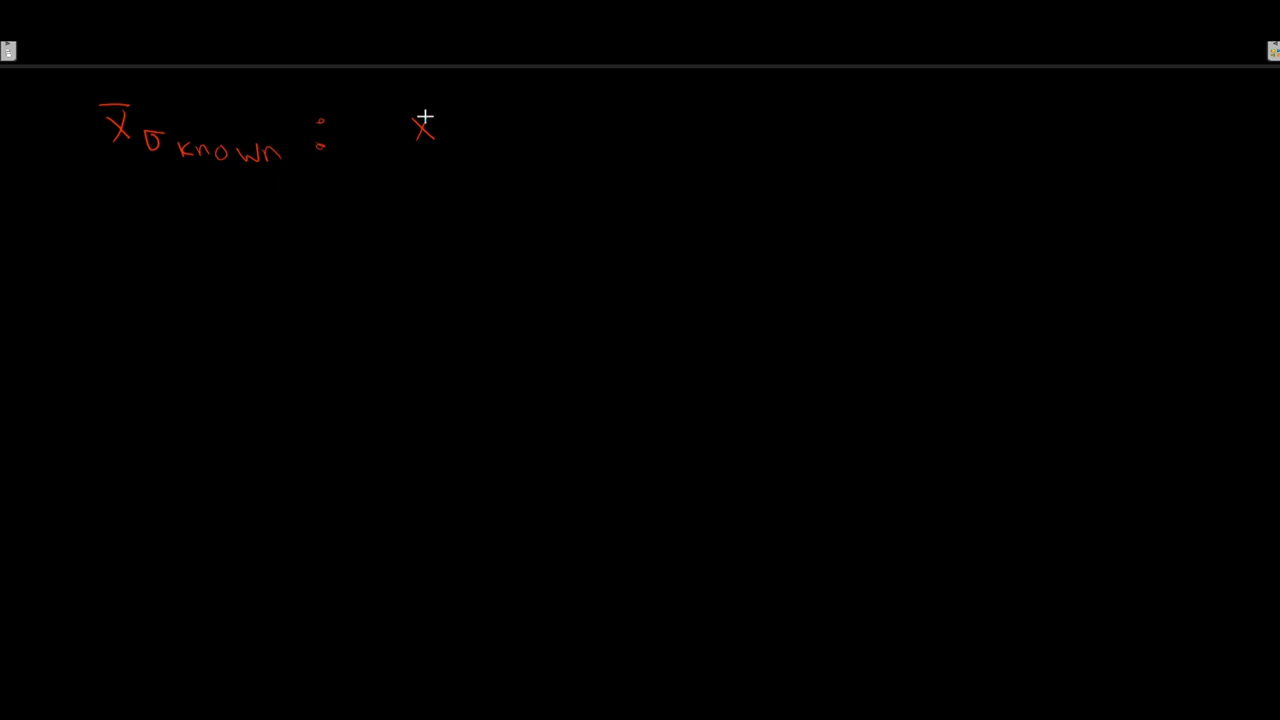 x̄ σ known : x